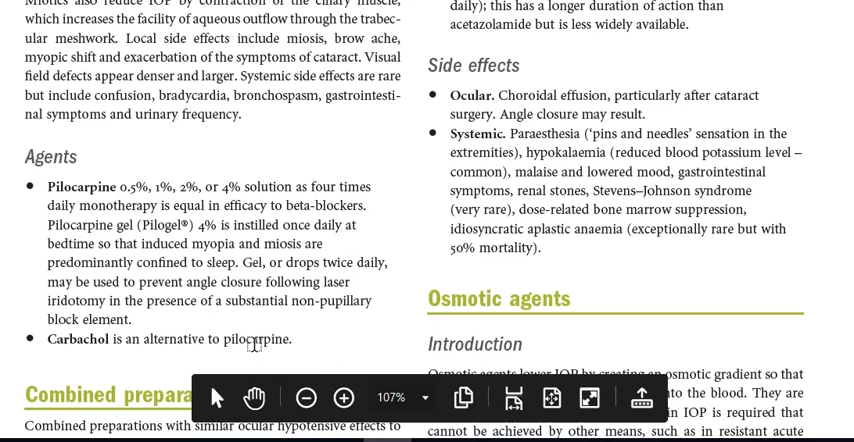 Miotics also reduce IOP by contraction of the ciliary muscle,
which increases the facility of aqueous outflow through the trabec-
ular meshwork. Local side effects include miosis, brow ache,
myopic shift and exacerbation of the symptoms of cataract. Visual
field defects appear denser and larger. Systemic side effects are rare
but include confusion, bradycardia, bronchospasm, gastrointesti-
nal symptoms and urinary frequency.
Agents
● Pilocarpine 0.5%, 1%, 2%, or 4% solution as four times
daily monotherapy is equal in efficacy to beta-blockers.
Pilocarpine gel (Pilogel®) 4% is instilled once daily at
bedtime so that induced myopia and miosis are
predominantly confined to sleep. Gel, or drops twice daily,
may be used to prevent angle closure following laser
iridotomy in the presence of a substantial non-pupillary
block element.
● Carbachol is an alternative to pilocarpine.
Combined prepara
Combined preparations with similar ocular hypotensive effects to
daily); this has a longer duration of action than
acetazolamide but is less widely available.
Side effects
● Ocular. Choroidal effusion, particularly after cataract
surgery. Angle closure may result.
● Systemic. Paraesthesia (‘pins and needles’ sensation in the
extremities), hypokalaemia (reduced blood potassium level –
common), malaise and lowered mood, gastrointestinal
symptoms, renal stones, Stevens–Johnson syndrome
(very rare), dose-related bone marrow suppression,
idiosyncratic aplastic anaemia (exceptionally rare but with
50% mortality).
Osmotic agents
Introduction
Osmotic agents lower IOP by creating an osmotic gradient so that
into the blood. They are
in IOP is required that
cannot be achieved by other means, such as in resistant acute
107%